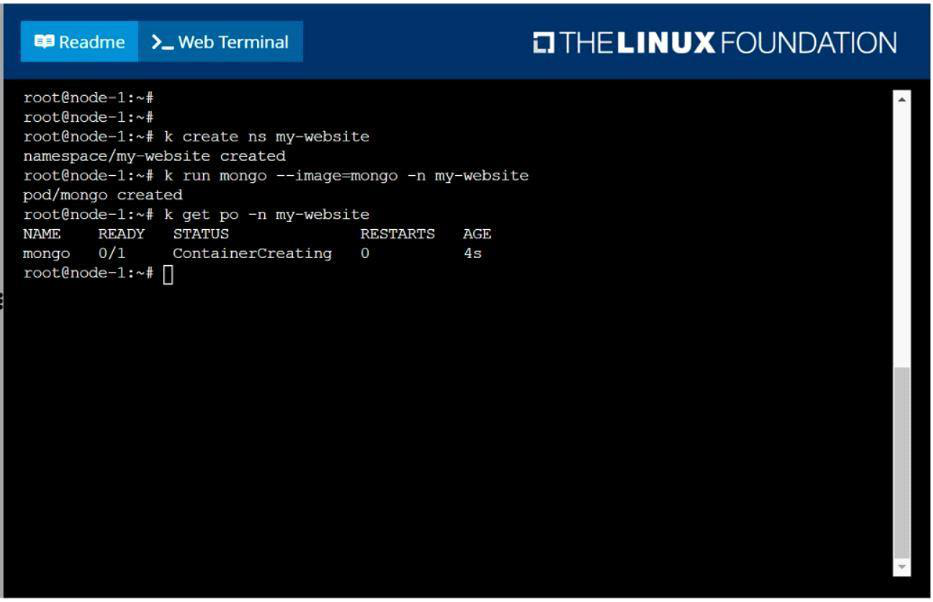 Readme
>_ Web Terminal
THE LINUX FOUNDATION
root@node-1:~#
root@node-1:~#
root@node-1:~# k create ns my-website
namespace/my-website created
root@node-1:~# k run mongo --image=mongo -n my-website
pod/mongo created
root@node-1:~# k get po -n my-website
NAME READY STATUS RESTARTS AGE
mongo 0/1 ContainerCreating 0 4s
root@node-1:~#